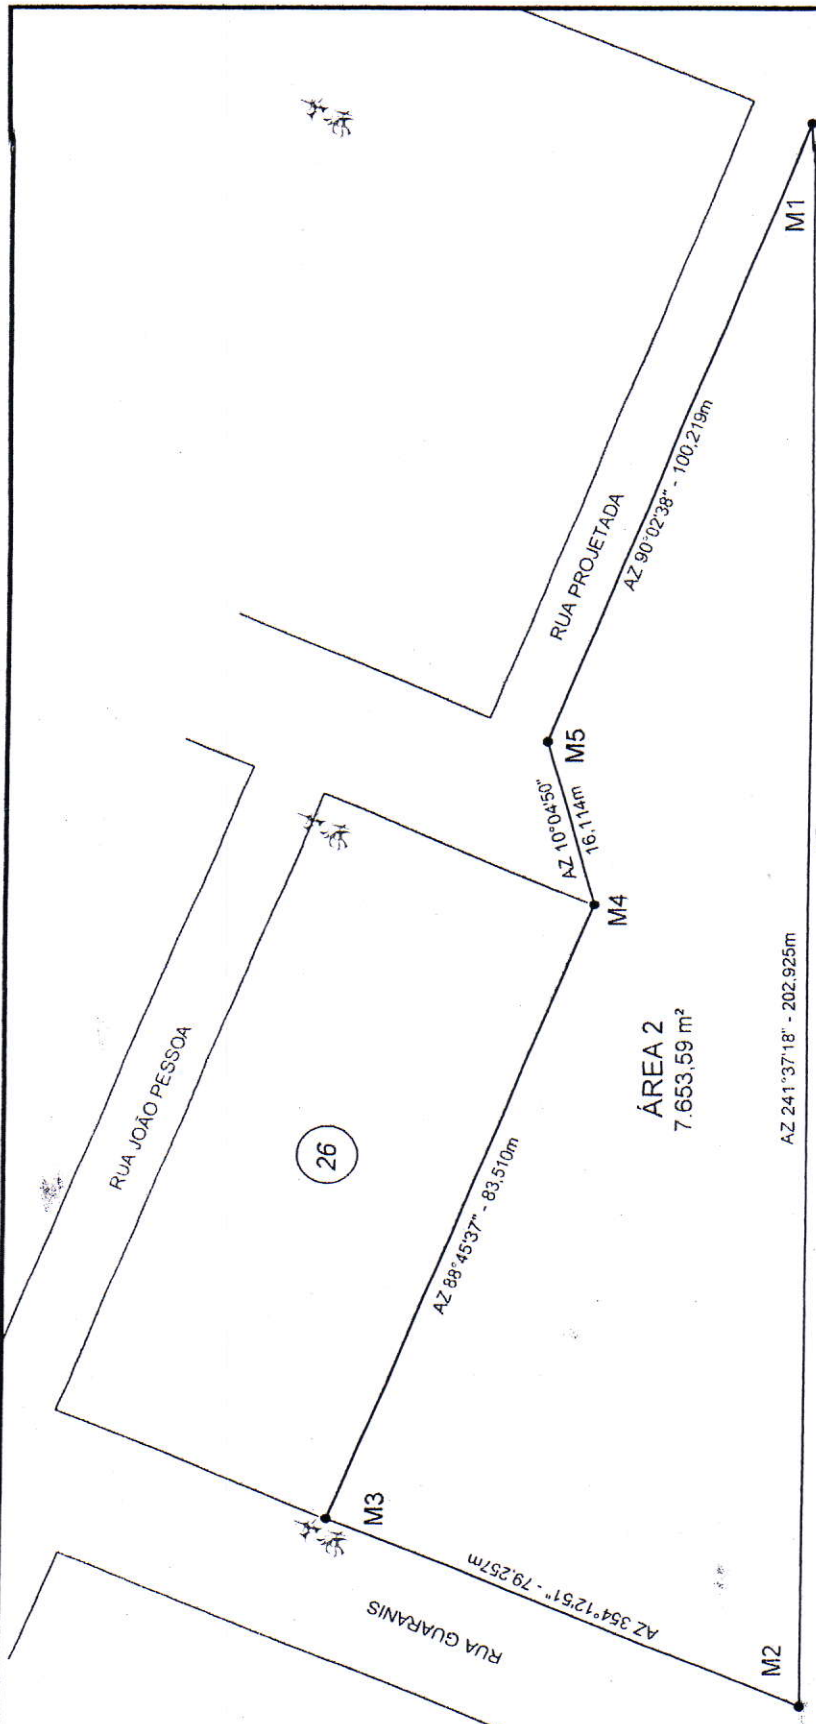 RUA JOÃO PESSOA
26
RUA PROJETADA
RUA GUARANIS
M1
M2
M3
M4
M5
AZ 90°02'38" - 100,219m
AZ 10°04'50"
16,114m
AZ 88°45'37" - 83,510m
AZ 354°12'51" - 79,257m
AZ 241°37'18" - 202,925m
ÁREA 2
7.653,59 m²